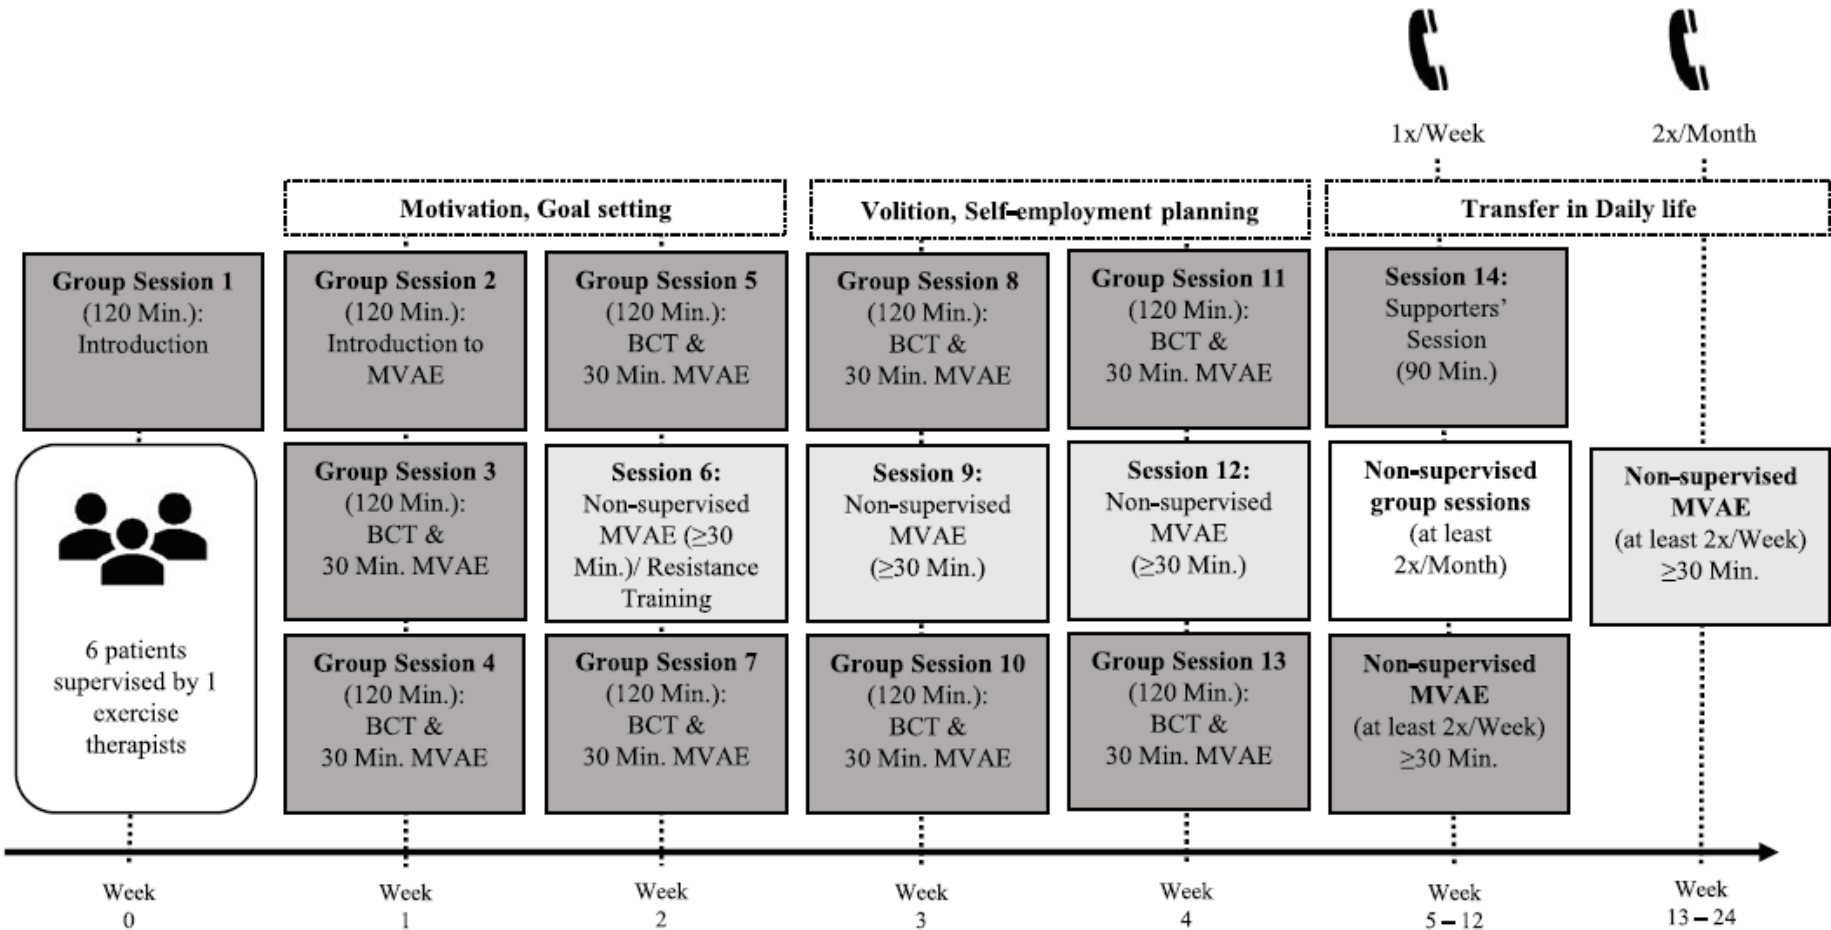 1x/Week
2x/Month
Motivation, Goal setting
Volition, Self-employment planning
Transfer in Daily life
Group Session 1
(120 Min.):
Introduction
6 patients
supervised by 1
exercise
therapists
Group Session 2
(120 Min.):
Introduction to
MVAE
Group Session 3
(120 Min.):
BCT &
30 Min. MVAE
Group Session 4
(120 Min.):
BCT &
30 Min. MVAE
Group Session 5
(120 Min.):
BCT &
30 Min. MVAE
Session 6:
Non-supervised
MVAE (≥30
Min.)/ Resistance
Training
Group Session 7
(120 Min.):
BCT &
30 Min. MVAE
Group Session 8
(120 Min.):
BCT &
30 Min. MVAE
Session 9:
Non-supervised
MVAE
(≥30 Min.)
Group Session 10
(120 Min.):
BCT &
30 Min. MVAE
Group Session 11
(120 Min.):
BCT &
30 Min. MVAE
Session 12:
Non-supervised
MVAE
(≥30 Min.)
Group Session 13
(120 Min.):
BCT &
30 Min. MVAE
Session 14:
Supporters’
Session
(90 Min.)
Non-supervised
group sessions
(at least
2x/Month)
Non-supervised
MVAE
(at least 2x/Week)
≥30 Min.
Non-supervised
MVAE
(at least 2x/Week)
≥30 Min.
Week
0
Week
1
Week
2
Week
3
Week
4
Week
5 – 12
Week
13 – 24